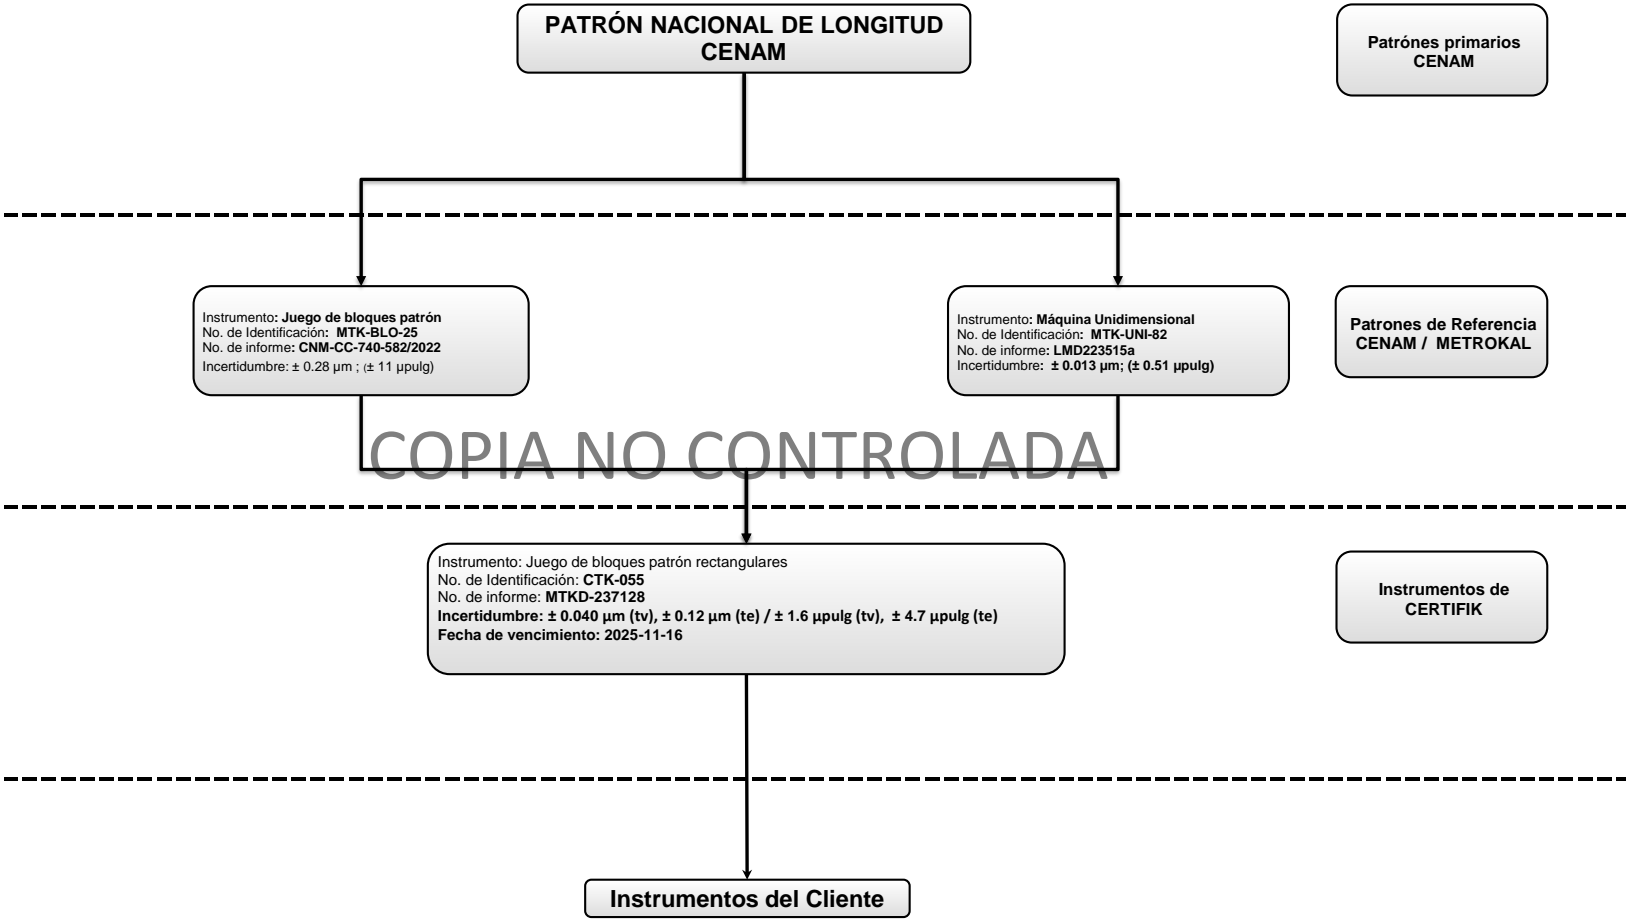 PATRÓN NACIONAL DE LONGITUD
CENAM
Patrónes primarios
CENAM
Instrumento: Juego de bloques patrón
No. de Identificación: MTK-BLO-25
No. de informe: CNM-CC-740-582/2022
Incertidumbre: ± 0.28 µm ; (± 11 µpulg)
Instrumento: Máquina Unidimensional
No. de Identificación: MTK-UNI-82
No. de informe: LMD223515a
Incertidumbre: ± 0.013 µm; (± 0.51 µpulg)
Patrones de Referencia
CENAM / METROKAL
COPIA NO CONTROLADA
Instrumento: Juego de bloques patrón rectangulares
No. de Identificación: CTK-055
No. de informe: MTKD-237128
Incertidumbre: ± 0.040 µm (tv), ± 0.12 µm (te) / ± 1.6 µpulg (tv), ± 4.7 µpulg (te)
Fecha de vencimiento: 2025-11-16
Instrumentos de
CERTIFIK
Instrumentos del Cliente